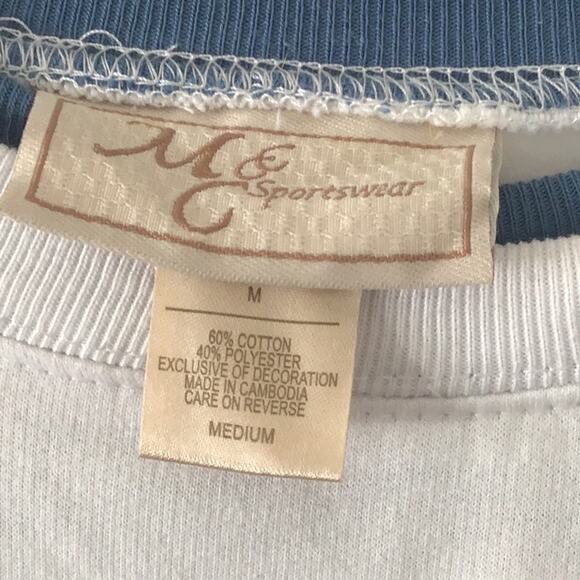 M & C Sportswear
M
60% COTTON
40% POLYESTER
EXCLUSIVE OF DECORATION
MADE IN CAMBODIA
CARE ON REVERSE
MEDIUM